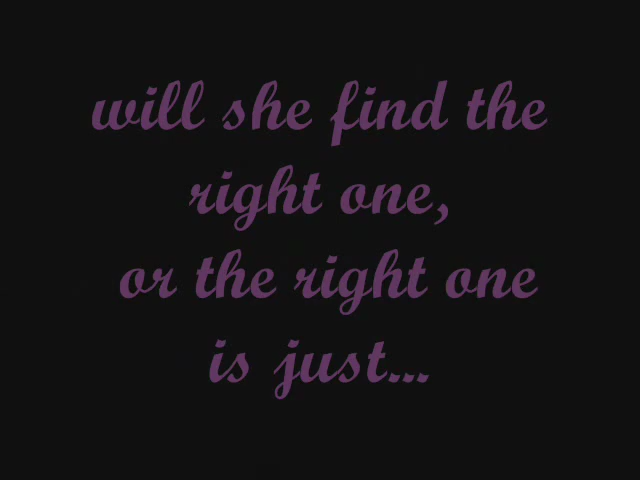 will she find the
right one,
or the right one
is just...